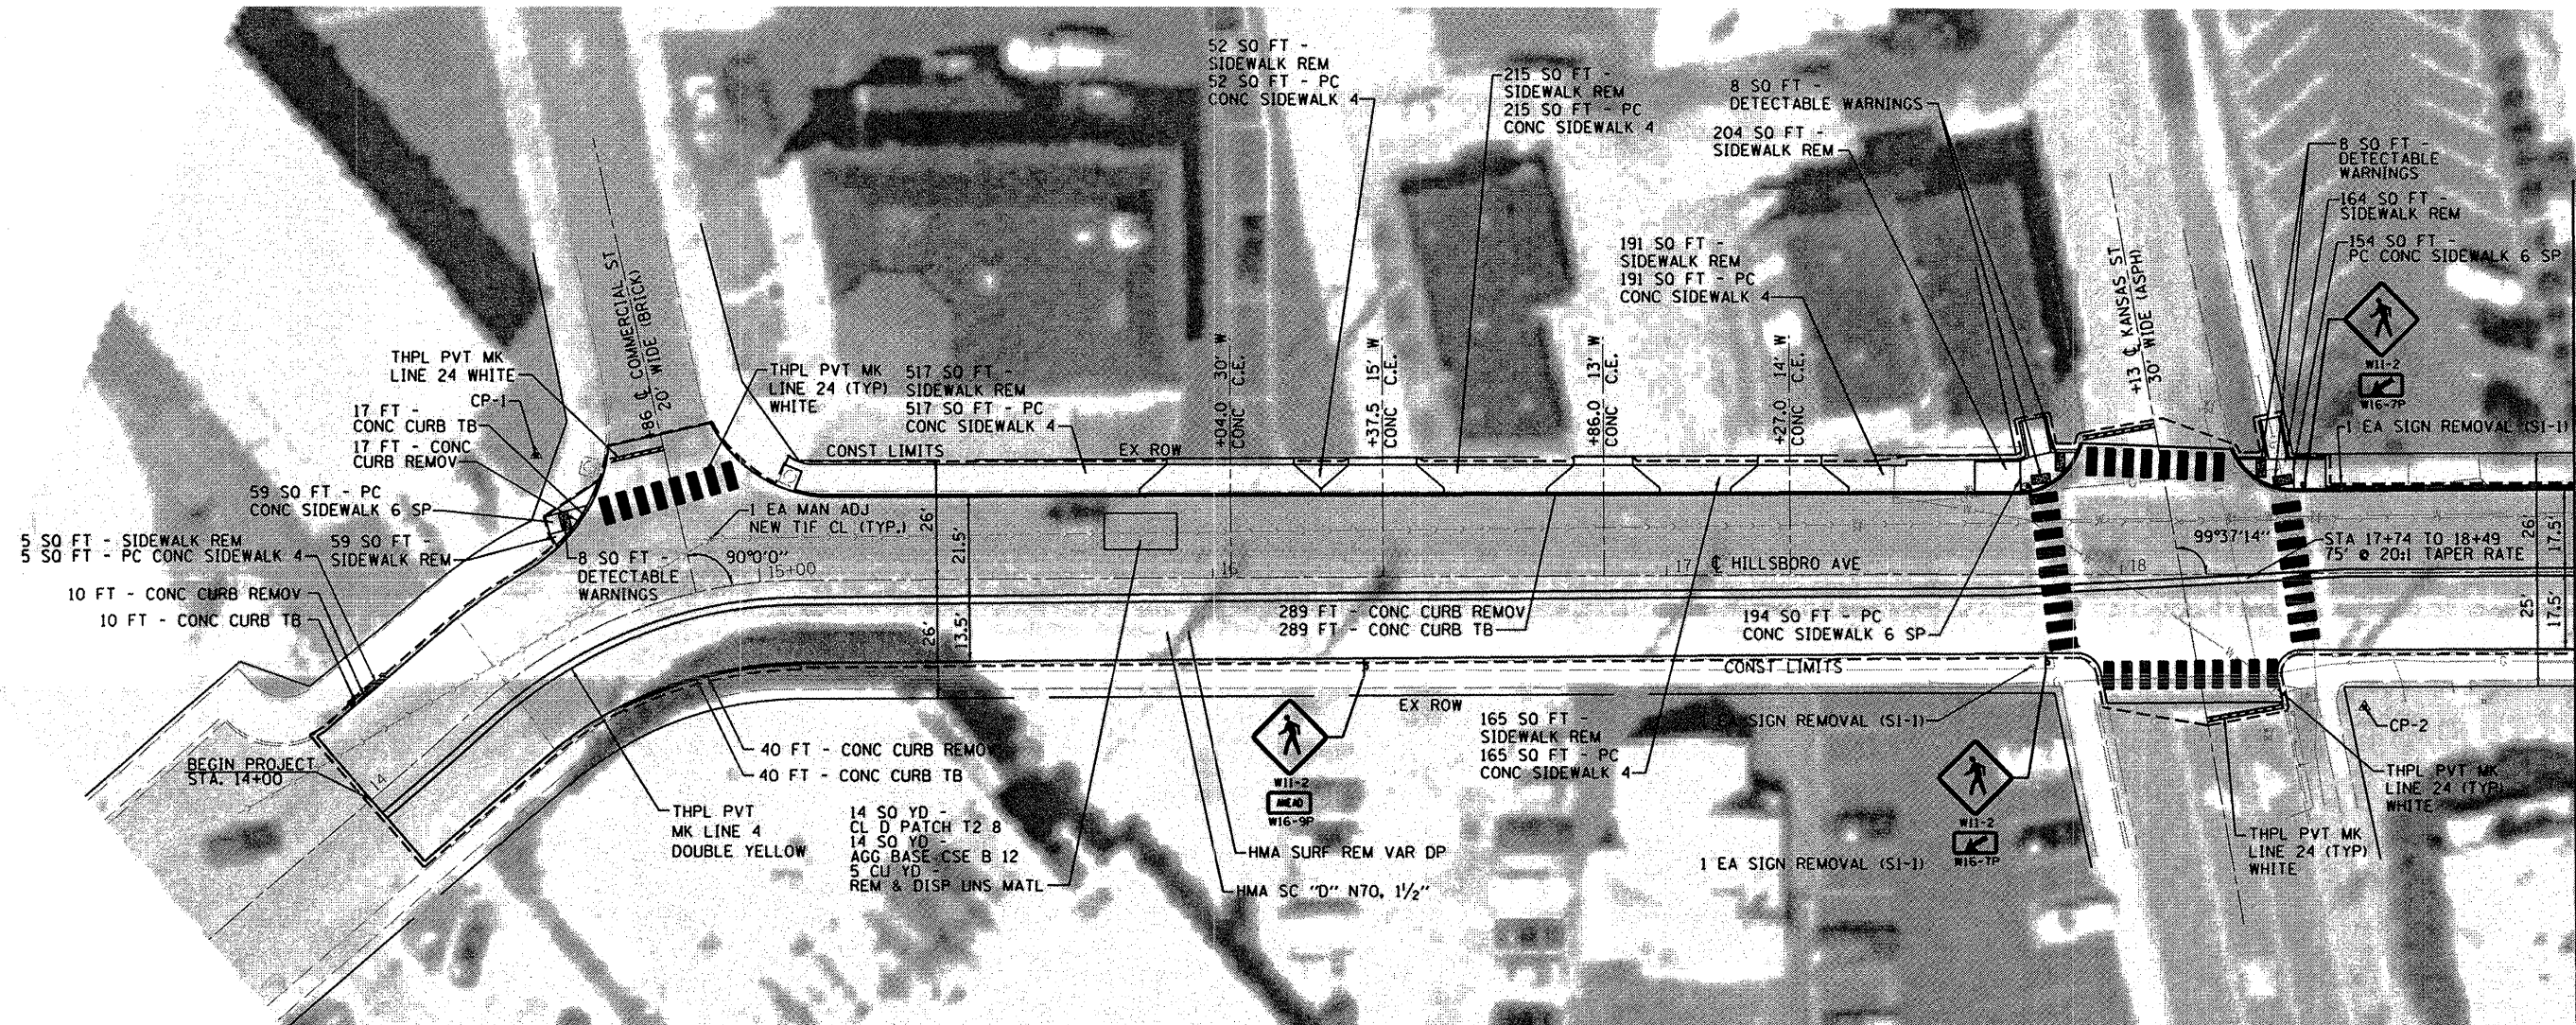 52 SQ FT -
SIDEWALK REM
52 SQ FT - PC
CONC SIDEWALK 4
215 SQ FT -
SIDEWALK REM
215 SQ FT - PC
CONC SIDEWALK 4
8 SQ FT -
DETECTABLE WARNINGS
204 SQ FT -
SIDEWALK REM
8 SQ FT -
DETECTABLE
WARNINGS
164 SQ FT -
SIDEWALK REM
154 SQ FT -
PC CONC SIDEWALK 6 SP
191 SQ FT -
SIDEWALK REM
191 SQ FT - PC
CONC SIDEWALK 4
+86 ℄ COMMERCIAL ST
20' WIDE (BRICK)
+13 ℄ KANSAS ST
30' WIDE (ASPH)
W11-2
W16-7P
THPL PVT MK
LINE 24 WHITE
CP-1
17 FT -
CONC CURB TB
17 FT - CONC
CURB REMOV
THPL PVT MK
LINE 24 (TYP)
WHITE
517 SQ FT -
SIDEWALK REM
517 SQ FT - PC
CONC SIDEWALK 4
+04.0 30' W
CONC C.E.
+37.5 15' W
CONC C.E.
+86.0 13' W
CONC C.E.
+27.0 14' W
CONC C.E.
1 EA SIGN REMOVAL (S1-1)
CONST LIMITS
EX ROW
59 SQ FT - PC
CONC SIDEWALK 6 SP
1 EA MAN ADJ
NEW T1F CL (TYP.)
5 SQ FT - SIDEWALK REM
5 SQ FT - PC CONC SIDEWALK 4
59 SQ FT -
SIDEWALK REM
8 SQ FT -
DETECTABLE
WARNINGS
90°0'0"
15+00
26'
21.5'
16
17
℄ HILLSBORO AVE
18
99°37'14"
STA 17+74 TO 18+49
75' @ 20:1 TAPER RATE
26'
17.5'
10 FT - CONC CURB REMOV
10 FT - CONC CURB TB
26'
13.5'
289 FT - CONC CURB REMOV
289 FT - CONC CURB TB
194 SQ FT - PC
CONC SIDEWALK 6 SP
25'
17.5'
CONST LIMITS
EX ROW
BEGIN PROJECT
STA. 14+00
14
40 FT - CONC CURB REMOV
40 FT - CONC CURB TB
165 SQ FT -
SIDEWALK REM
165 SQ FT - PC
CONC SIDEWALK 4
1 EA SIGN REMOVAL (S1-1)
CP-2
THPL PVT
MK LINE 4
DOUBLE YELLOW
14 SQ YD -
CL D PATCH T2 8
14 SQ YD -
AGG BASE CSE B 12
5 CU YD -
REM & DISP UNS MATL
W11-2
AHEAD
W16-9P
HMA SURF REM VAR DP
HMA SC "D" N70, 1½"
W11-2
W16-7P
1 EA SIGN REMOVAL (S1-1)
THPL PVT MK
LINE 24 (TYP)
WHITE
THPL PVT MK
LINE 24 (TYP)
WHITE